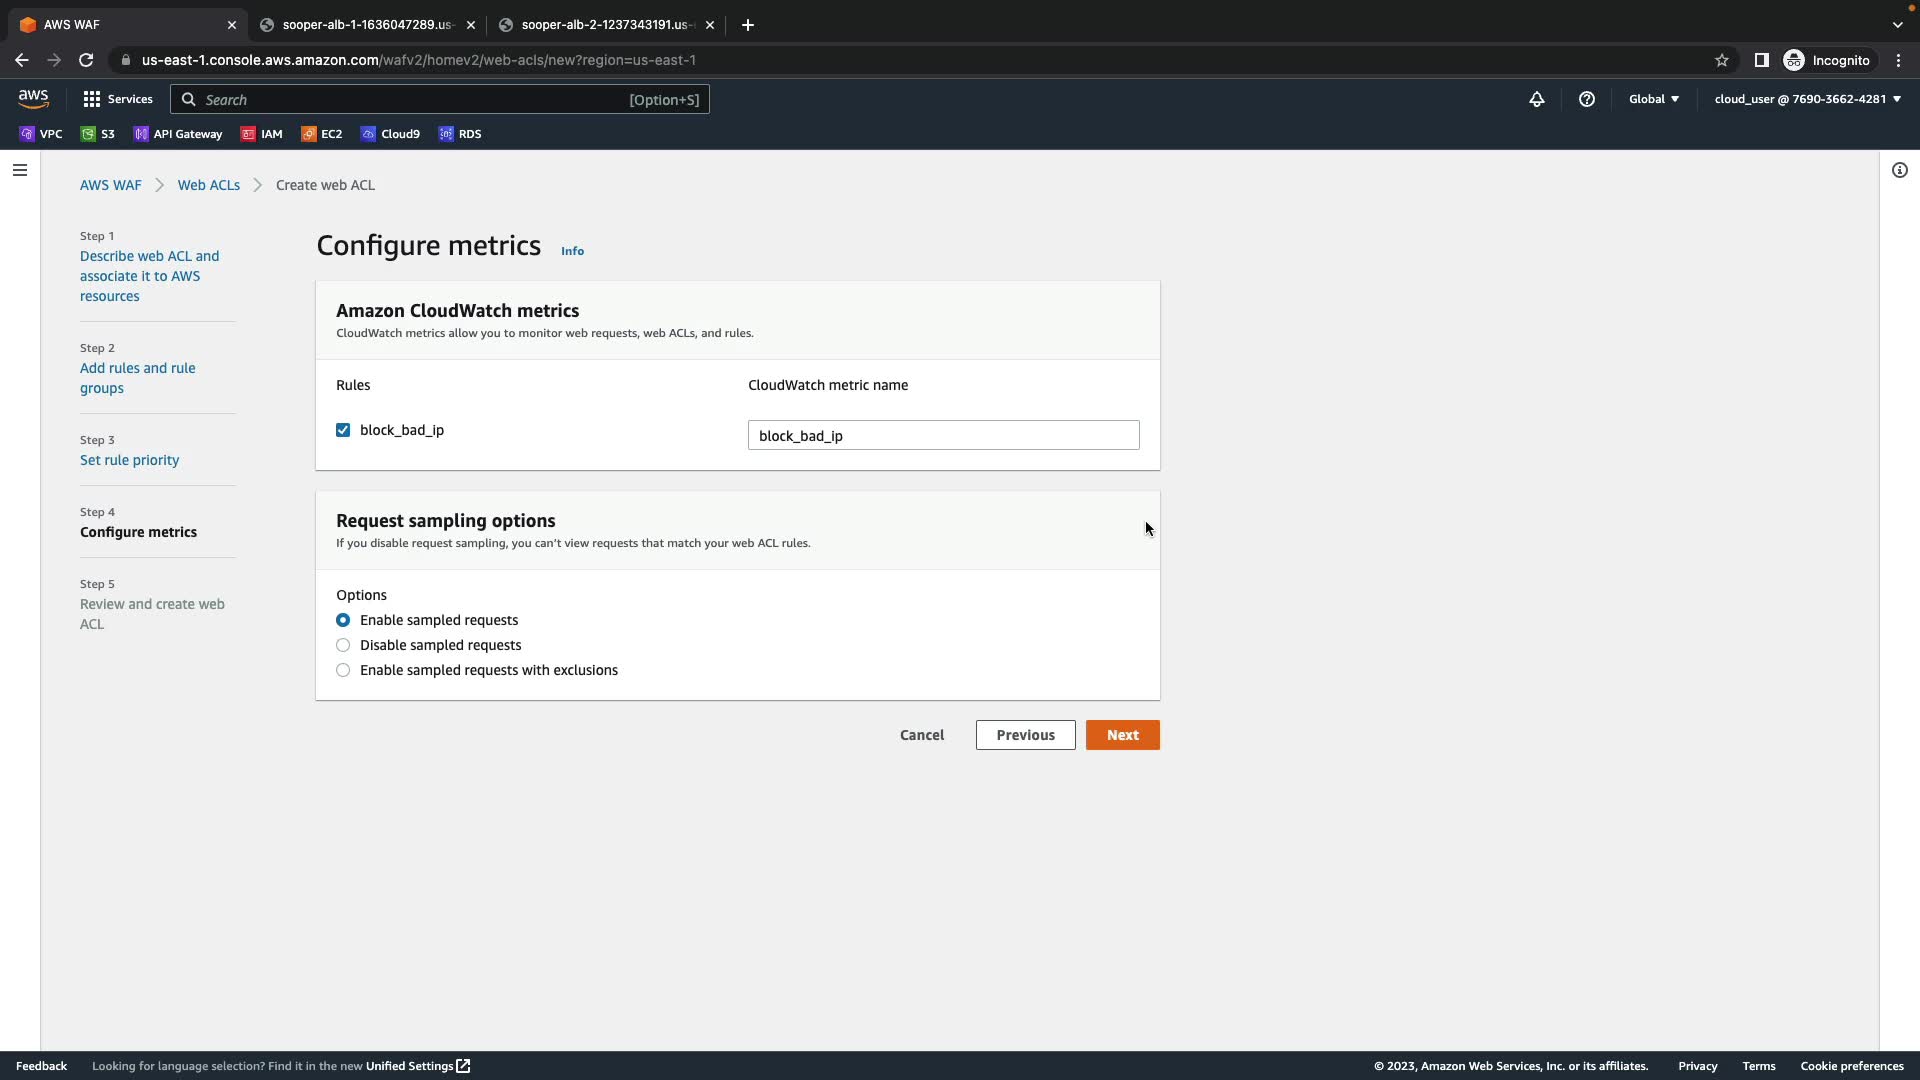 AWS WAF
sooper-alb-1-1636047289.us-
sooper-alb-2-1237343191.us-
us-east-1.console.aws.amazon.com/wafv2/homev2/web-acls/new?region=us-east-1
Incognito
aws
Services
Search
[Option+S]
Global
cloud_user @ 7690-3662-4281
VPC
S3
API Gateway
IAM
EC2
Cloud9
RDS
AWS WAF
Web ACLs
Create web ACL
Step 1
Describe web ACL and
associate it to AWS
resources
Step 2
Add rules and rule
groups
Step 3
Set rule priority
Step 4
Configure metrics
Step 5
Review and create web
ACL
Configure metrics
Info
Amazon CloudWatch metrics
CloudWatch metrics allow you to monitor web requests, web ACLs, and rules.
Rules
CloudWatch metric name
block_bad_ip
block_bad_ip
Request sampling options
If you disable request sampling, you can't view requests that match your web ACL rules.
Options
Enable sampled requests
Disable sampled requests
Enable sampled requests with exclusions
Cancel
Previous
Next
Feedback
Looking for language selection? Find it in the new Unified Settings
© 2023, Amazon Web Services, Inc. or its affiliates.
Privacy
Terms
Cookie preferences